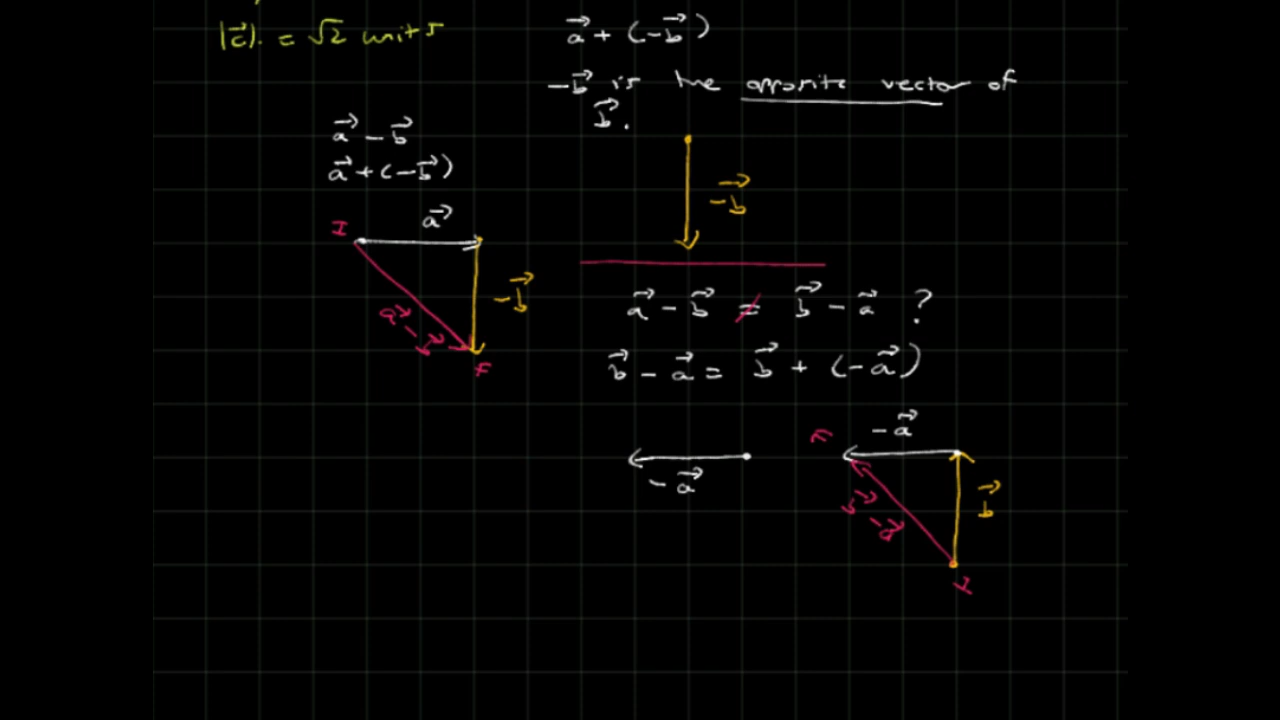 |c⃗| = √2 units
a⃗ + (-b⃗)
-b⃗ is the opposite vector of
b⃗.
a⃗ - b⃗
a⃗ + (-b⃗)
a⃗
I
-b⃗
a⃗ - b⃗
F
-b⃗
a⃗ - b⃗ ≠ b⃗ - a⃗ ?
b⃗ - a⃗ = b⃗ + (-a⃗)
-a⃗
-a⃗
F
b⃗ - a⃗
b⃗
I